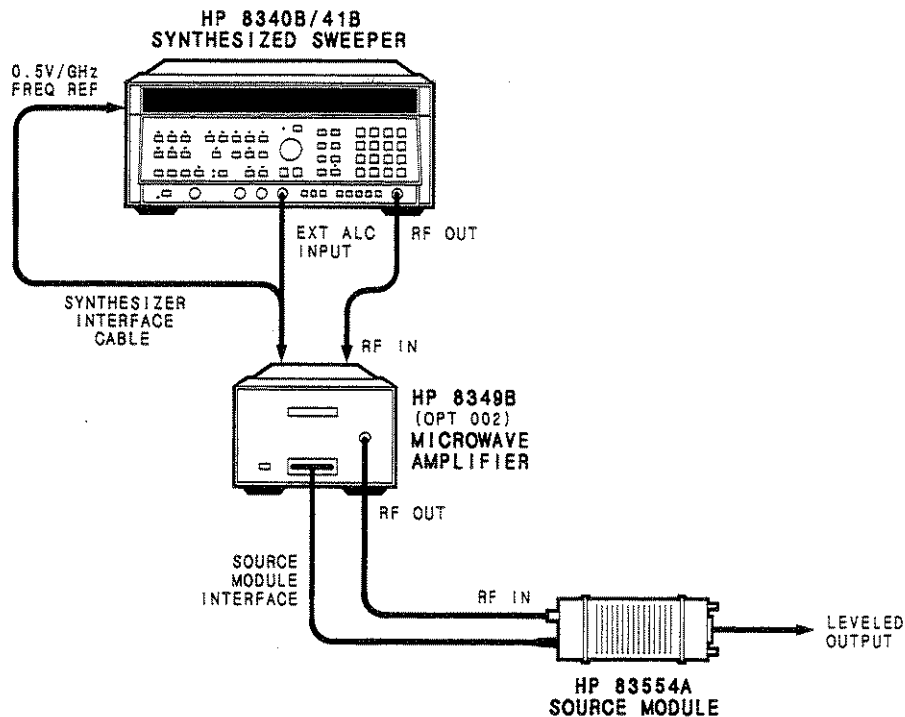 HP 8340B/41B
SYNTHESIZED SWEEPER
0.5V/GHz
FREQ REF
EXT ALC
INPUT
RF OUT
SYNTHESIZER
INTERFACE
CABLE
RF IN
HP 8349B
(OPT 002)
MICROWAVE
AMPLIFIER
RF OUT
SOURCE
MODULE
INTERFACE
RF IN
LEVELED
OUTPUT
HP 83554A
SOURCE MODULE